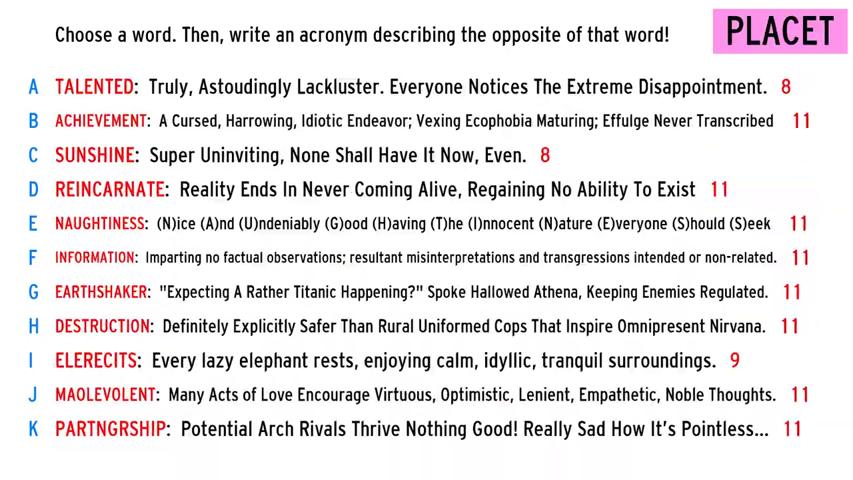 Choose a word. Then, write an acronym describing the opposite of that word!
PLACET
A TALENTED: Truly, Astoudingly Lackluster. Everyone Notices The Extreme Disappointment. 8
B ACHIEVEMENT: A Cursed, Harrowing, Idiotic Endeavor; Vexing Ecophobia Maturing; Effulge Never Transcribed 11
C SUNSHINE: Super Uninviting, None Shall Have It Now, Even. 8
D REINCARNATE: Reality Ends In Never Coming Alive, Regaining No Ability To Exist 11
E NAUGHTINESS: (N)ice (A)nd (U)ndeniably (G)ood (H)aving (T)he (I)nnocent (N)ature (E)veryone (S)hould (S)eek 11
F INFORMATION: Imparting no factual observations; resultant misinterpretations and transgressions intended or non-related. 11
G EARTHSHAKER: "Expecting A Rather Titanic Happening?" Spoke Hallowed Athena, Keeping Enemies Regulated. 11
H DESTRUCTION: Definitely Explicitly Safer Than Rural Uniformed Cops That Inspire Omnipresent Nirvana. 11
I ELERECITS: Every lazy elephant rests, enjoying calm, idyllic, tranquil surroundings. 9
J MAOLEVOLENT: Many Acts of Love Encourage Virtuous, Optimistic, Lenient, Empathetic, Noble Thoughts. 11
K PARTNGRSHIP: Potential Arch Rivals Thrive Nothing Good! Really Sad How It's Pointless... 11